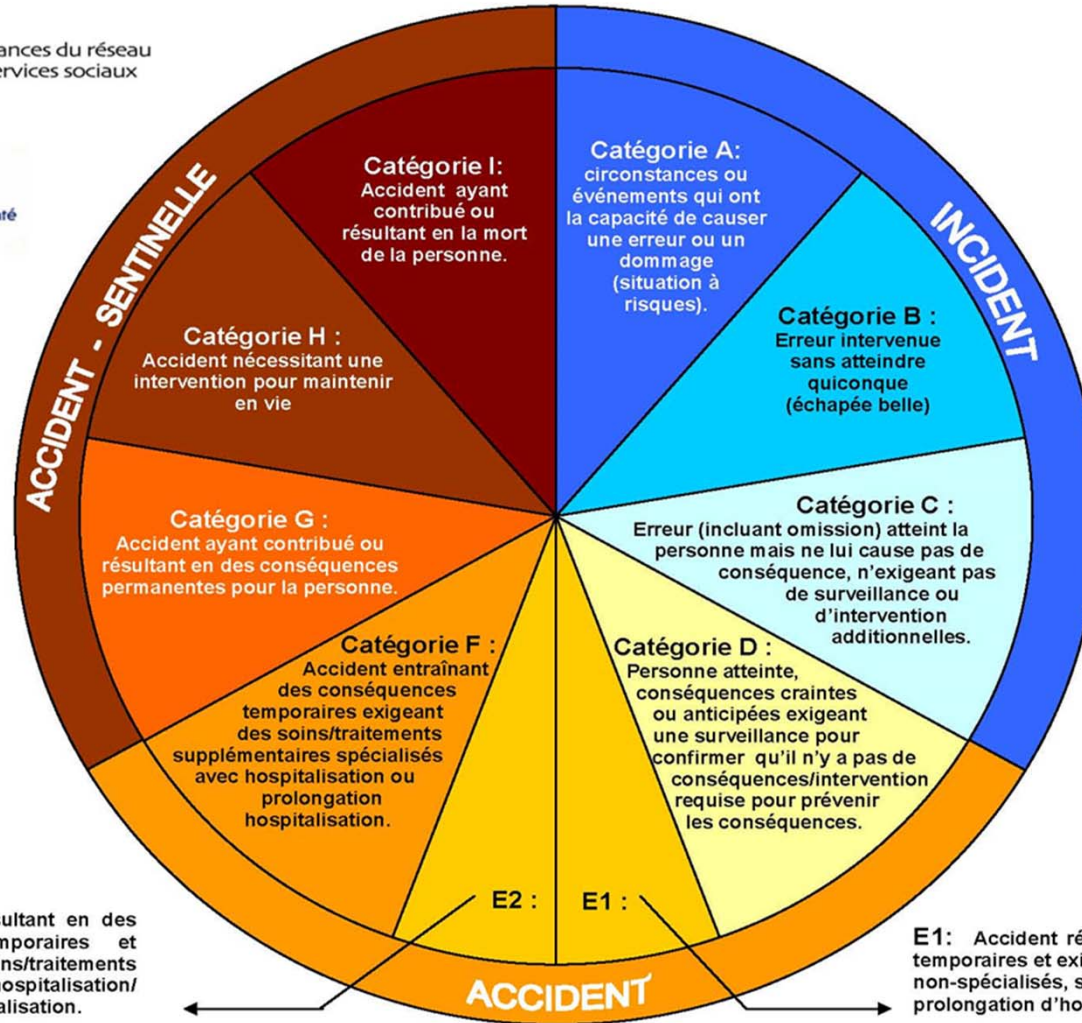 ances du réseau
ervices sociaux
té
ACCIDENT - SENTINELLE
INCIDENT
ACCIDENT
Catégorie A:
circonstances ou
événements qui ont
la capacité de causer
une erreur ou un
dommage
(situation à
risques).
Catégorie B :
Erreur intervenue
sans atteindre
quiconque
(échapée belle)
Catégorie C :
Erreur (incluant omission) atteint la
personne mais ne lui cause pas de
conséquence, n'exigeant pas
de surveillance ou
d'intervention
additionnelles.
Catégorie D :
Personne atteinte,
conséquences craintes
ou anticipées exigeant
une surveillance pour
confirmer qu'il n'y a pas de
conséquences/intervention
requise pour prévenir
les conséquences.
E1 :
E2 :
Catégorie F :
Accident entraînant
des conséquences
temporaires exigeant
des soins/traitements
supplémentaires spécialisés
avec hospitalisation ou
prolongation
hospitalisation.
Catégorie G :
Accident ayant contribué ou
résultant en des conséquences
permanentes pour la personne.
Catégorie H :
Accident nécessitant une
intervention pour maintenir
en vie
Catégorie I:
Accident ayant
contribué ou
résultant en la mort
de la personne.
sultant en des
mporaires et
ns/traitements
hospitalisation/
alisation.
E1: Accident ré
temporaires et exi
non-spécialisés, s
prolongation d'ho